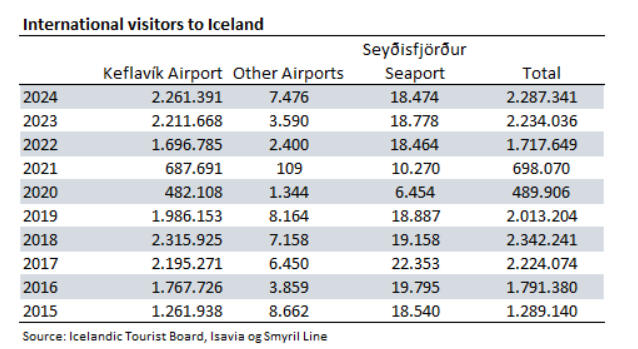 International visitors to Iceland
Seyðisfjörður
Keflavík Airport Other Airports Seaport Total
2024 2.261.391 7.476 18.474 2.287.341
2023 2.211.668 3.590 18.778 2.234.036
2022 1.696.785 2.400 18.464 1.717.649
2021 687.691 109 10.270 698.070
2020 482.108 1.344 6.454 489.906
2019 1.986.153 8.164 18.887 2.013.204
2018 2.315.925 7.158 19.158 2.342.241
2017 2.195.271 6.450 22.353 2.224.074
2016 1.767.726 3.859 19.795 1.791.380
2015 1.261.938 8.662 18.540 1.289.140
Source: Icelandic Tourist Board, Isavia og Smyril Line